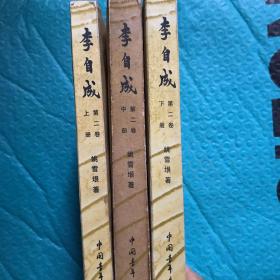 李自成
第二卷
上册
姚雪垠著
中国青年
李自成
第二卷
中册
姚雪垠著
中国青年
李自成
第二卷
下册
姚雪垠著
中国青